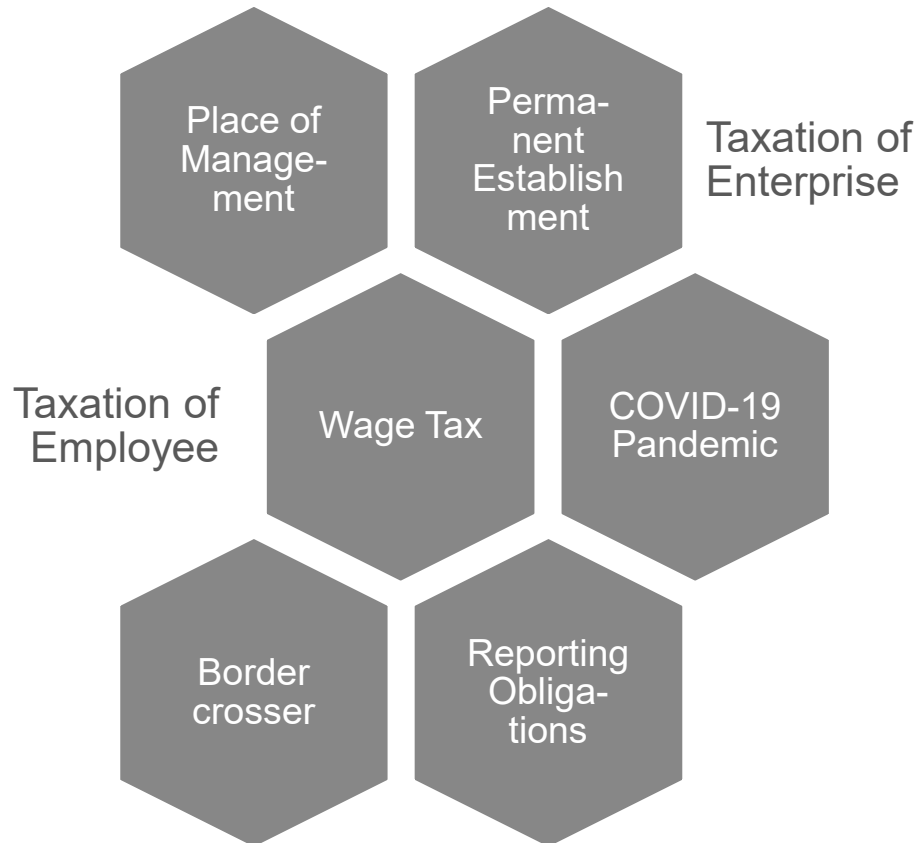 Place of
Manage-
ment
Perma-
nent
Establish
ment
Taxation of
Enterprise
Taxation of
Employee
Wage Tax
COVID-19
Pandemic
Border
crosser
Reporting
Obliga-
tions